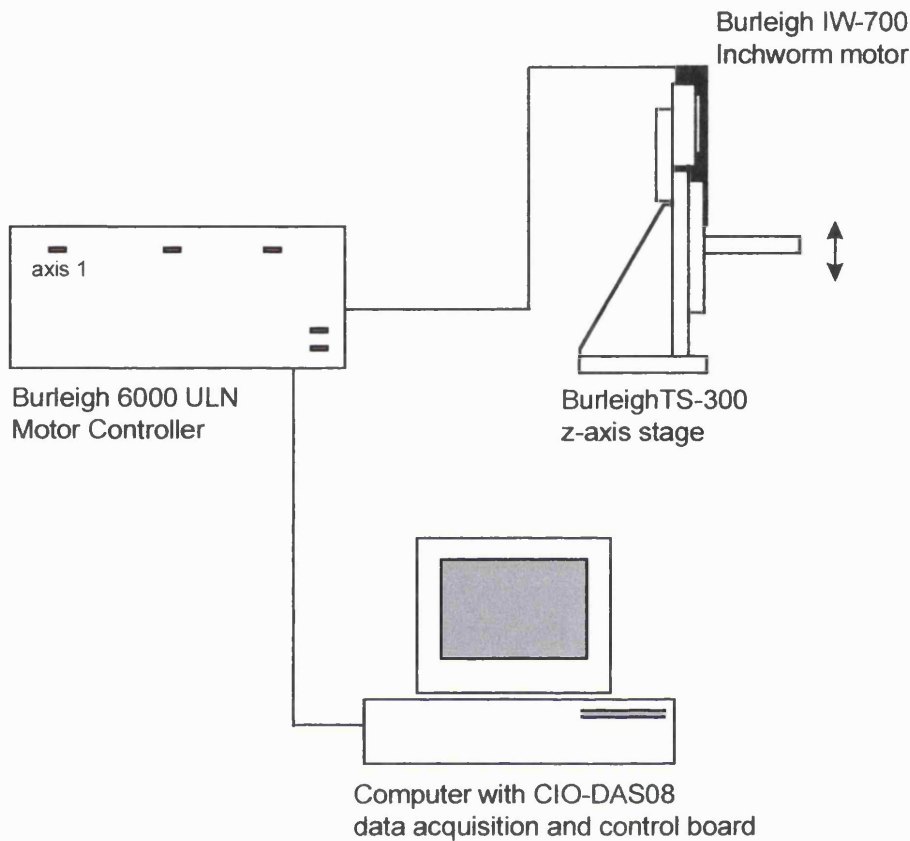 Burleigh IW-700
Inchworm motor
axis 1
Burleigh 6000 ULN
Motor Controller
BurleighTS-300
z-axis stage
Computer with CIO-DAS08
data acquisition and control board